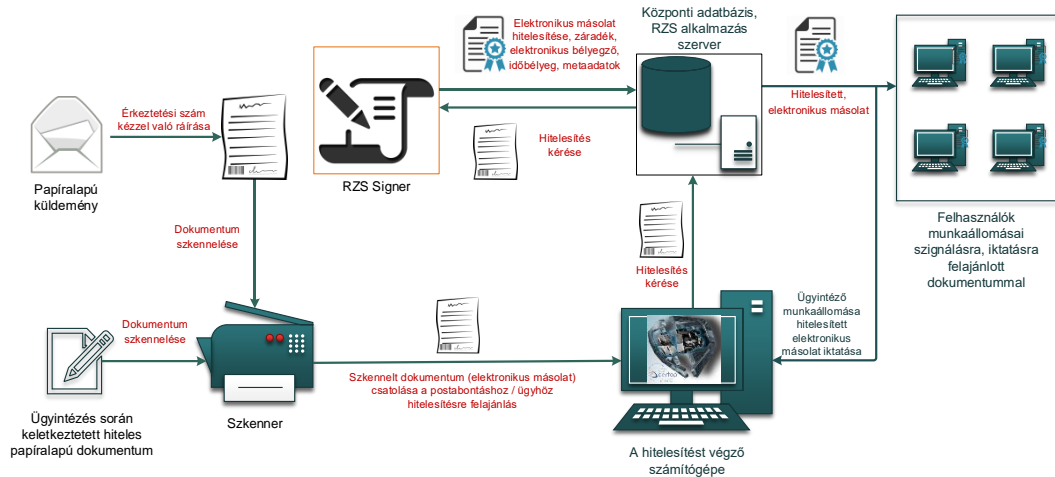 Elektronikus másolat
hitelesítése, záradék,
elektronikus bélyegző,
időbélyeg, metaadatok
Központi adatbázis,
RZS alkalmazás
szerver
Érkeztetési szám
kézzel való ráírása
Hitelesítés
kérése
Hitelesített,
elektronikus másolat
Papíralapú
küldemény
RZS Signer
Dokumentum
szkennelése
Hitelesítés
kérése
Felhasználók
munkaállomásai
szignálásra, iktatásra
felajánlott
dokumentummal
Dokumentum
szkennelése
Ügyintéző
munkaállomása
hitelesített
elektronikus
másolat iktatása
Szkennelt dokumentum (elektronikus másolat)
csatolása a postabontáshoz / ügyhöz
hitelesítésre felajánlás
Ügyintézés során
keletkeztetett hiteles
papíralapú dokumentum
Szkenner
A hitelesítést végző
számítógépe